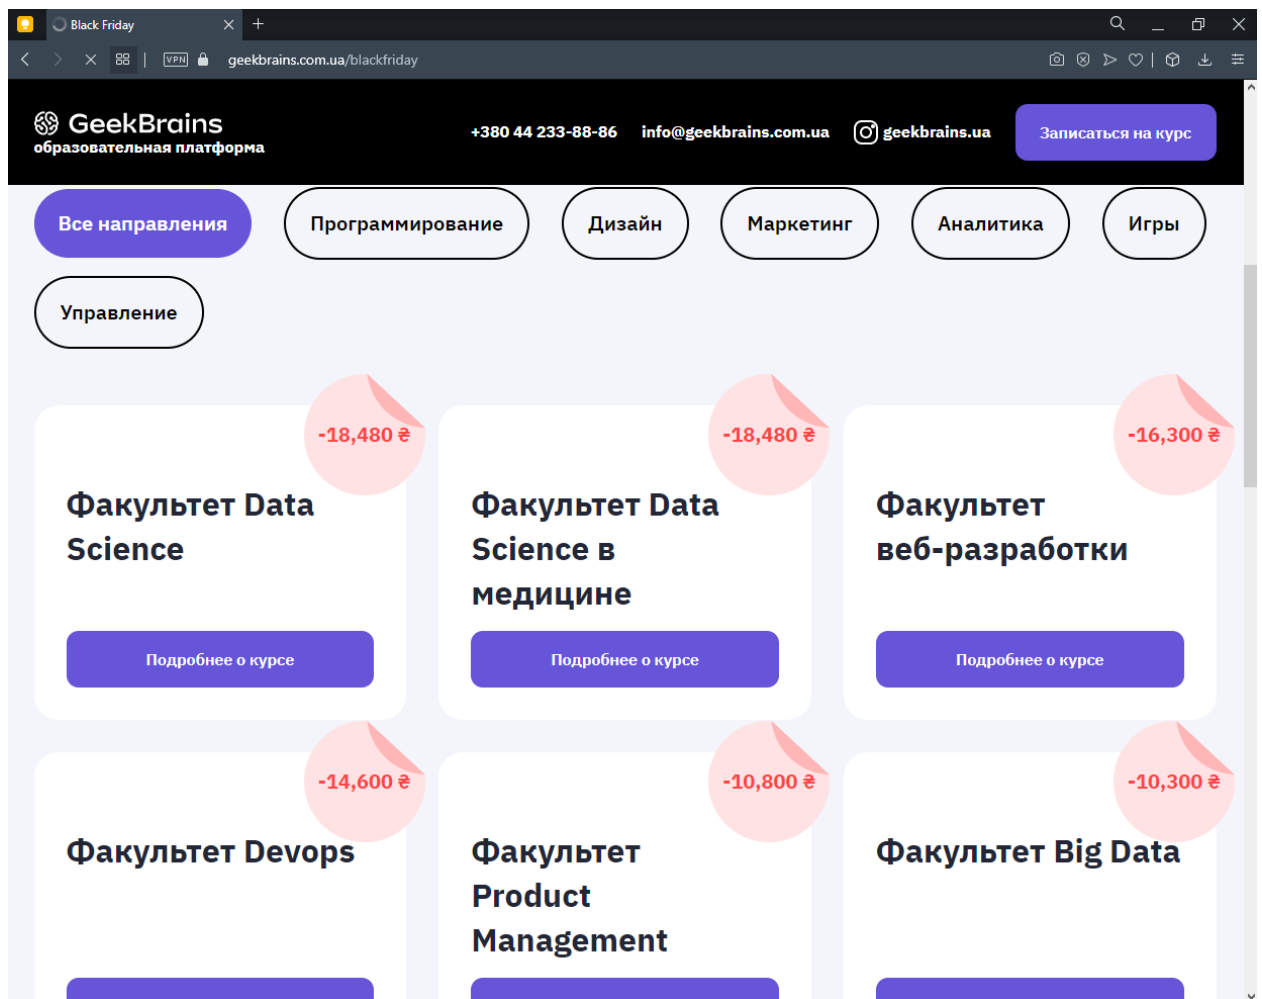 Black Friday
VPN geekbrains.com.ua/blackfriday
GeekBrains
образовательная платформа
+380 44 233-88-86 info@geekbrains.com.ua geekbrains.ua Записаться на курс
Все направления Программирование Дизайн Маркетинг Аналитика Игры
Управление
-18,480 ₴ -18,480 ₴ -16,300 ₴
Факультет Data
Science
Факультет Data
Science в
медицине
Факультет
веб-разработки
Подробнее о курсе Подробнее о курсе Подробнее о курсе
-14,600 ₴ -10,800 ₴ -10,300 ₴
Факультет Devops
Факультет
Product
Management
Факультет Big Data